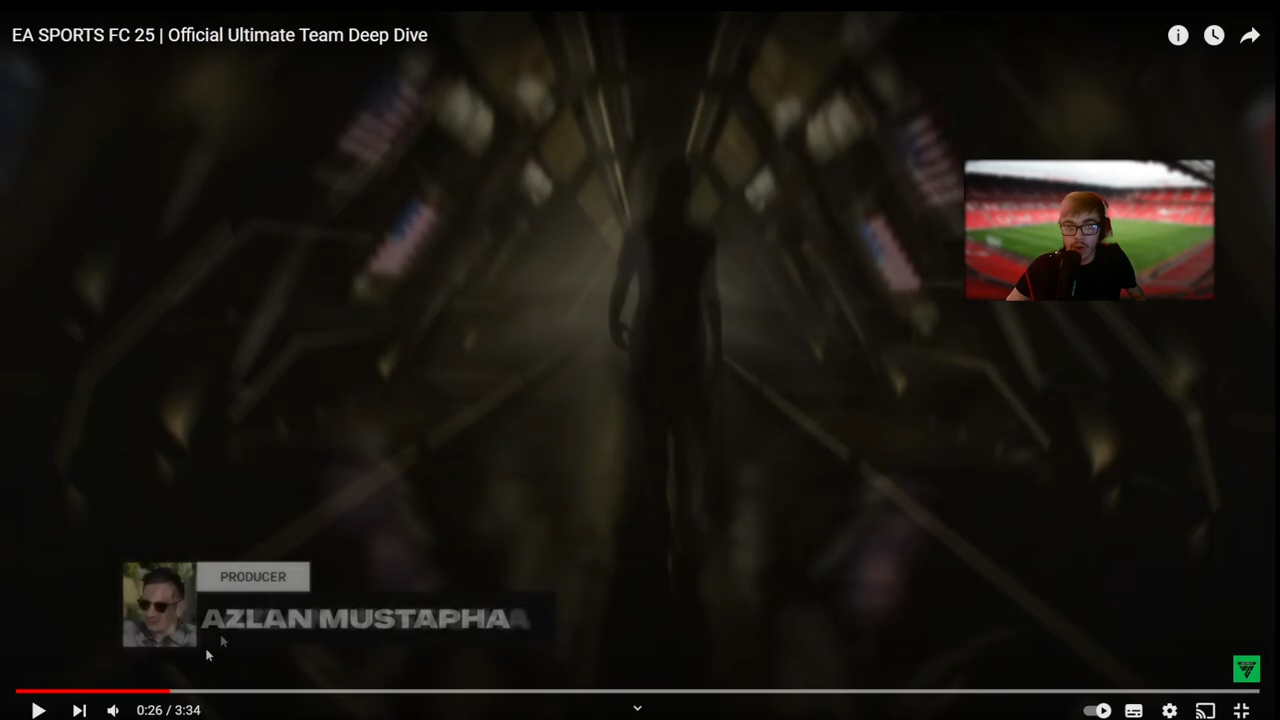 EA SPORTS FC 25 | Official Ultimate Team Deep Dive
PRODUCER
AZLAN MUSTAPHA
0:26 / 3:34